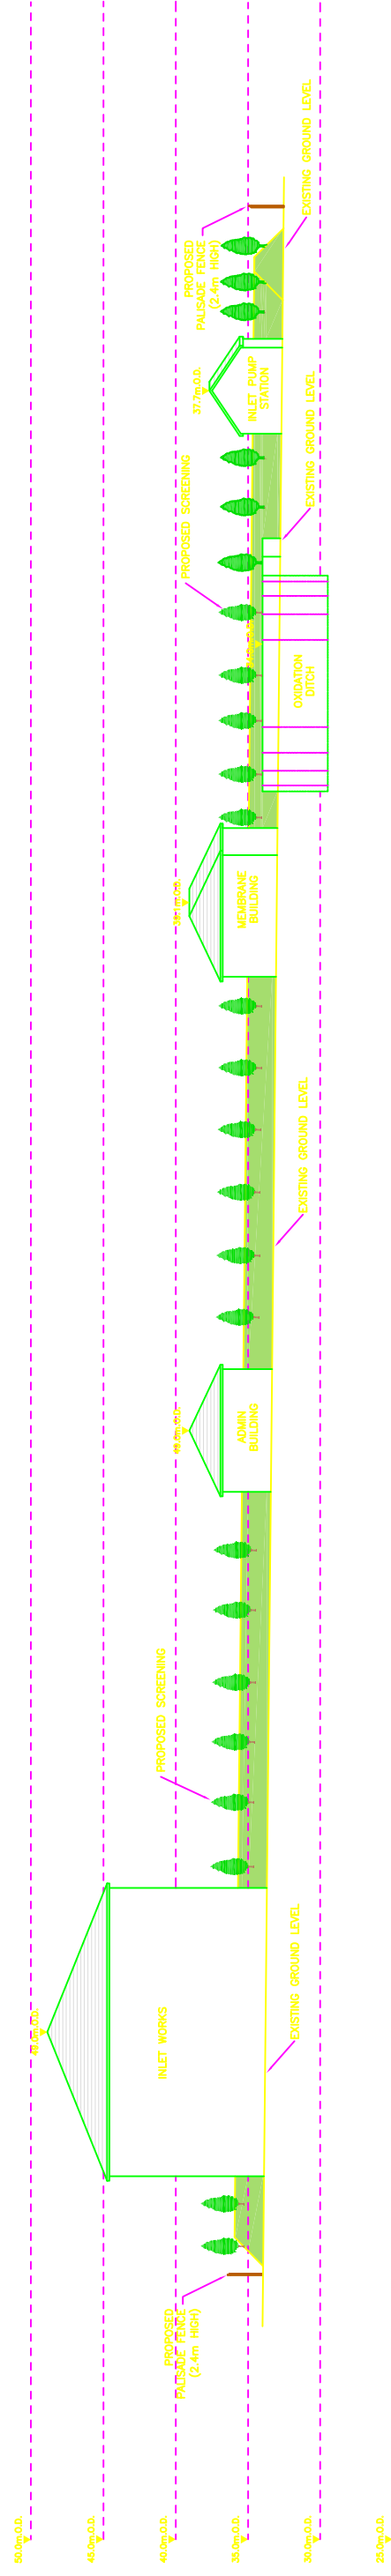 50.0m.O.D.
45.0m.O.D.
40.0m.O.D.
35.0m.O.D.
30.0m.O.D.
25.0m.O.D.
PROPOSED
PALISADE FENCE
(2.4m HIGH)
49.0m.O.D.
INLET WORKS
EXISTING GROUND LEVEL
PROPOSED SCREENING
ADMIN
BUILDING
EXISTING GROUND LEVEL
MEMBRANE
BUILDING
OXIDATION
DITCH
PROPOSED SCREENING
EXISTING GROUND LEVEL
37.7m.O.D.
INLET PUMP
STATION
PROPOSED
PALISADE FENCE
(2.4m HIGH)
EXISTING GROUND LEVEL